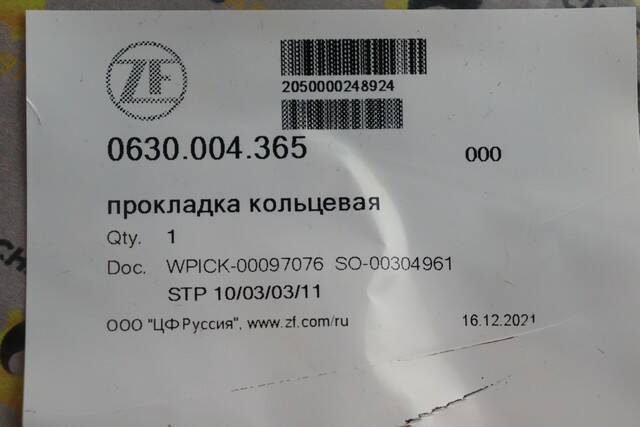 ZF
2050000248924
0630.004.365 000
прокладка кольцевая
Qty. 1
Doc. WPICK-00097076 SO-00304961
STP 10/03/03/11
ООО "ЦФ Руссия", www.zf.com/ru 16.12.2021